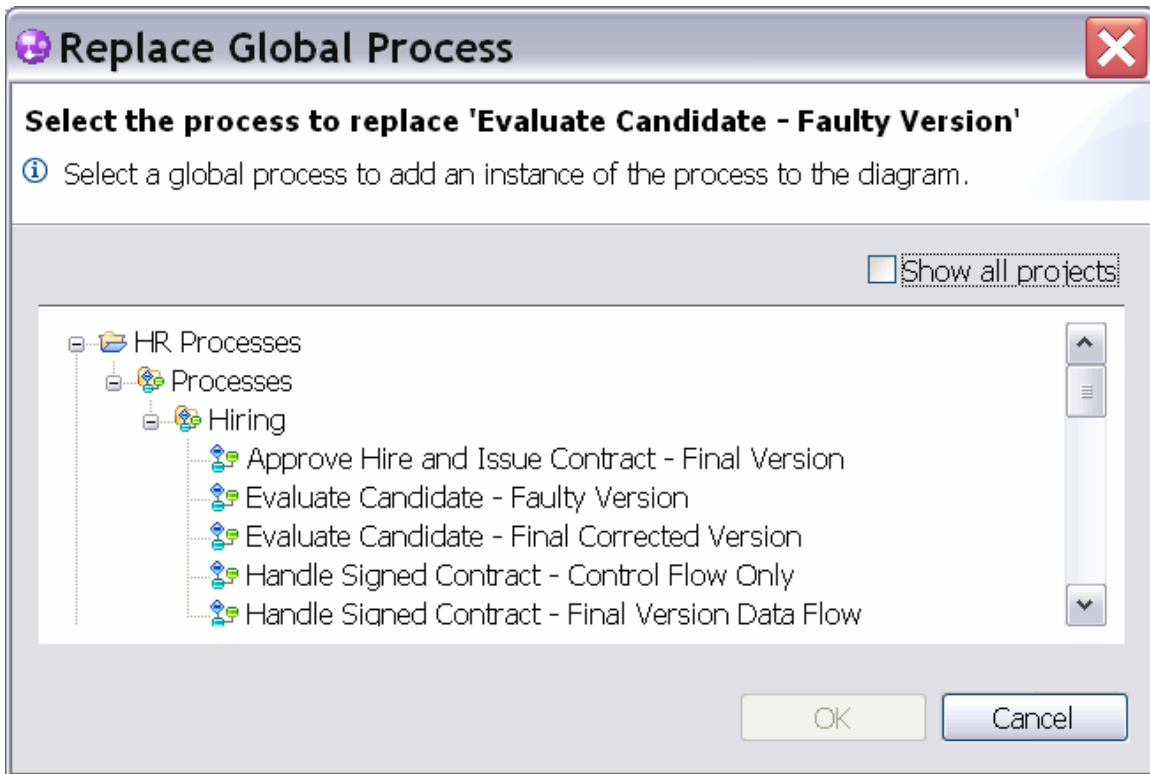 Replace Global Process
Select the process to replace 'Evaluate Candidate - Faulty Version'
Select a global process to add an instance of the process to the diagram.
Show all projects
HR Processes
Processes
Hiring
Approve Hire and Issue Contract - Final Version
Evaluate Candidate - Faulty Version
Evaluate Candidate - Final Corrected Version
Handle Signed Contract - Control Flow Only
Handle Signed Contract - Final Version Data Flow
OK Cancel